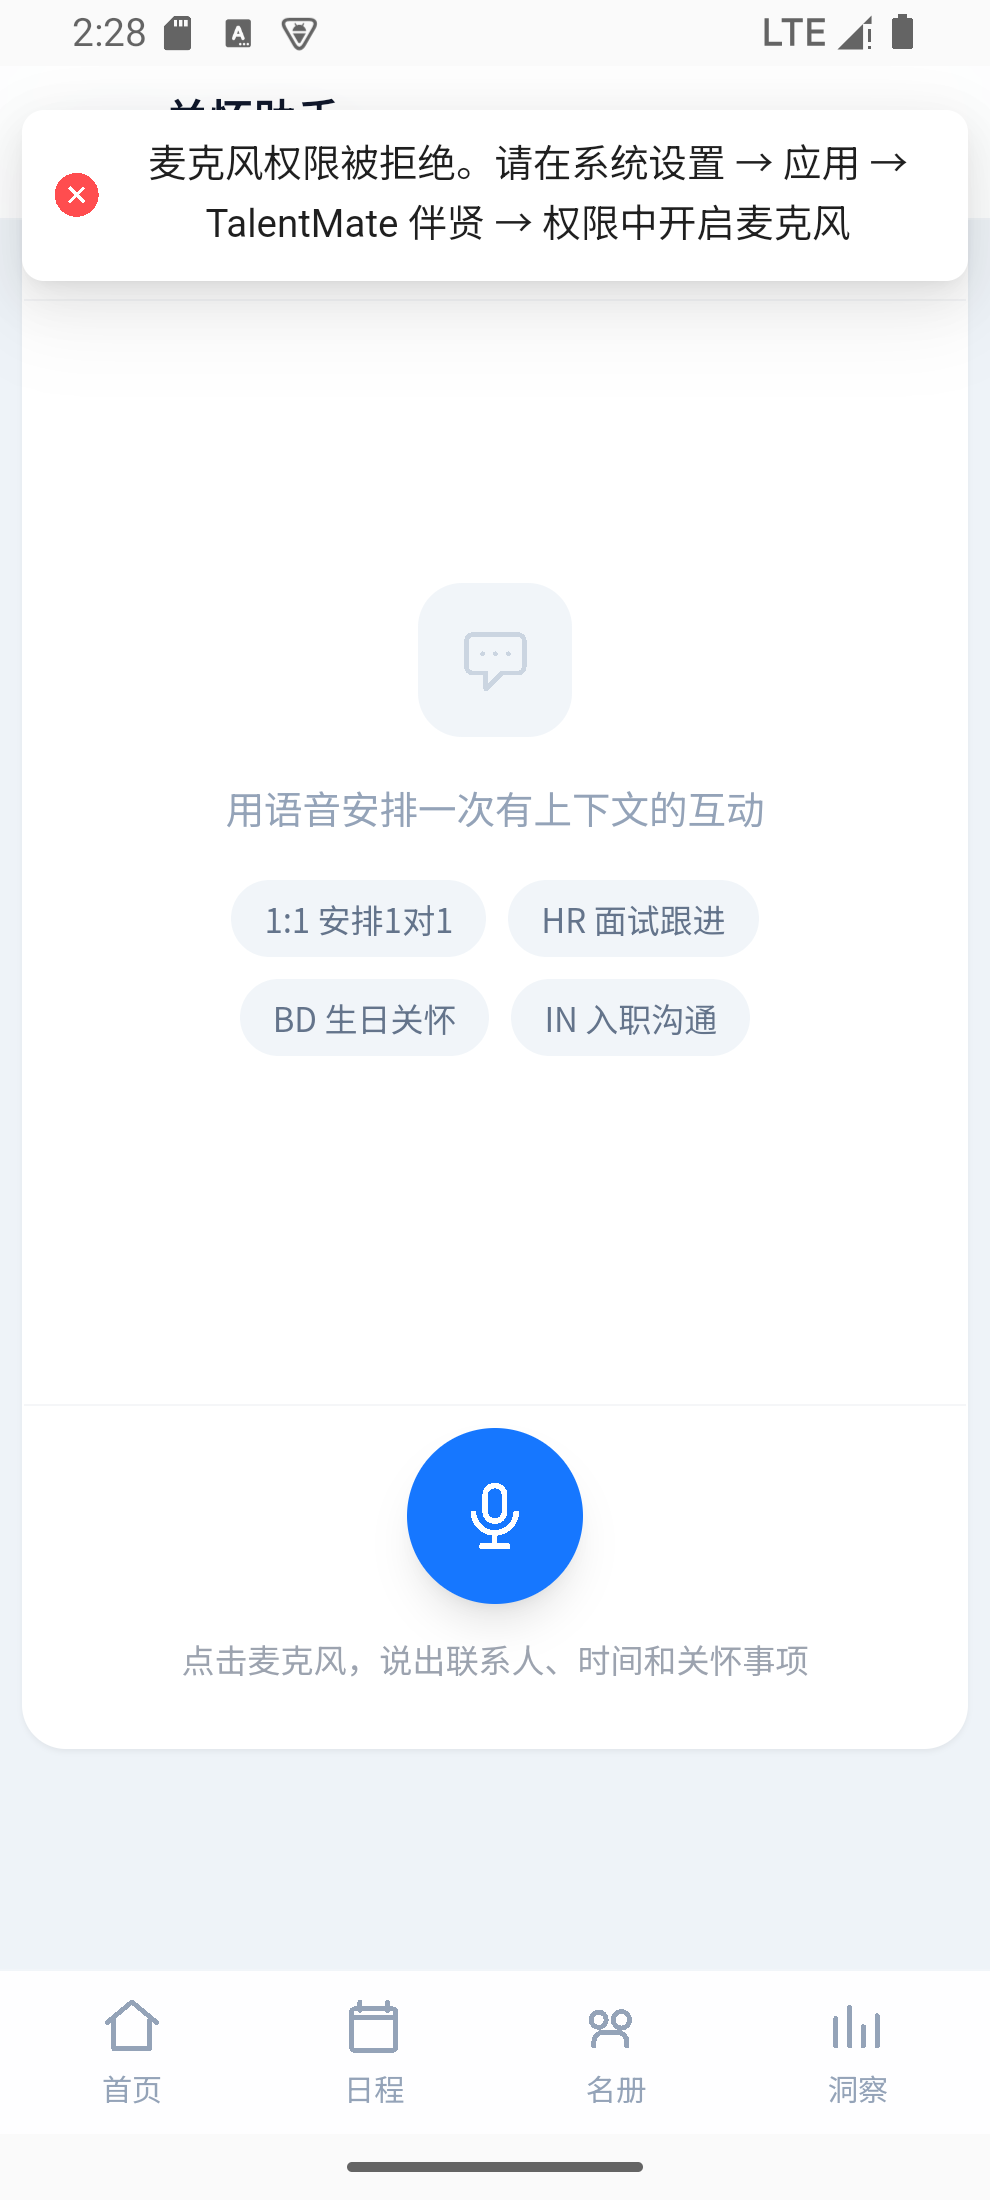 2:28
A
LTE
麦克风权限被拒绝。请在系统设置 → 应用 →
TalentMate 伴贤 → 权限中开启麦克风
用语音安排一次有上下文的互动
1:1 安排1对1
HR 面试跟进
BD 生日关怀
IN 入职沟通
点击麦克风，说出联系人、时间和关怀事项
首页
日程
名册
洞察